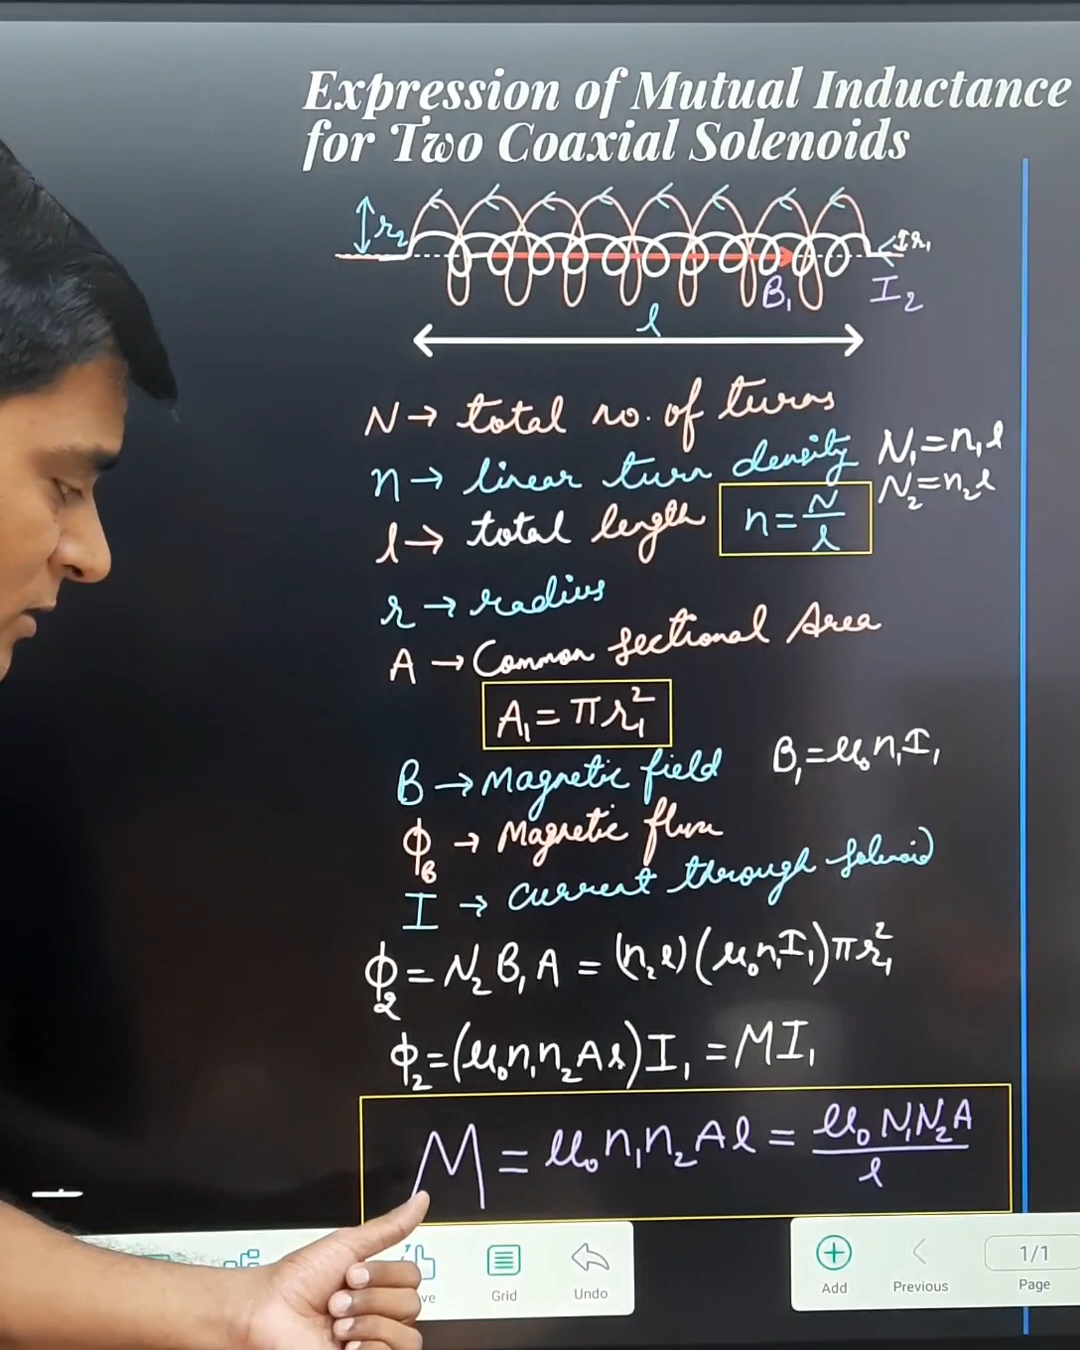 Expression of Mutual Inductance
for Two Coaxial Solenoids
r₂
r₁
B₁
I₂
l
N → total no. of turns
n → linear turn density N₁ = n₁l
N₂ = n₂l
l → total length n = N/l
r → radius
A → Common sectional Area
A₁ = πr₁²
B → Magnetic field B₁ = μ₀n₁I₁
ϕ_B → Magnetic flux
I → current through solenoid
ϕ₂ = N₂B₁A = (n₂l)(μ₀n₁I₁)πr₁²
ϕ₂ = (μ₀n₁n₂Al)I₁ = MI₁
M = μ₀n₁n₂Al = μ₀N₁N₂A/l
Grid
Undo
Add
Previous
1/1
Page